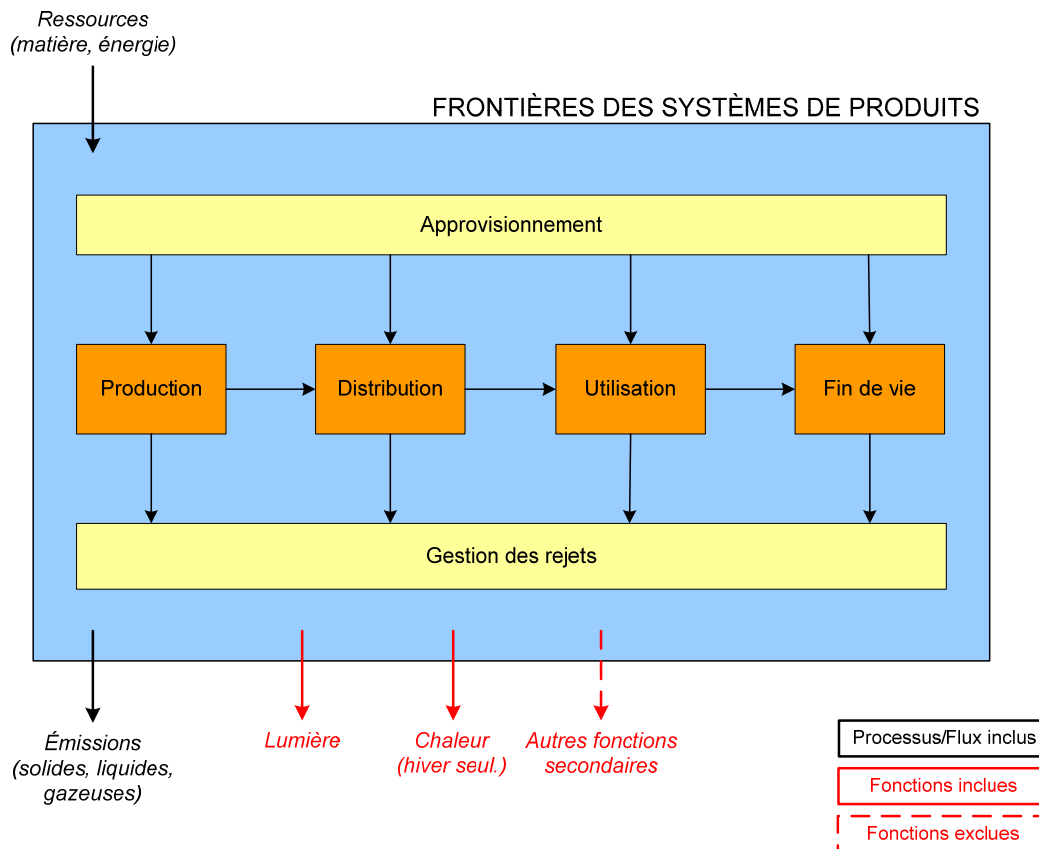 Ressources
(matière, énergie)
FRONTIÈRES DES SYSTÈMES DE PRODUITS
Approvisionnement
Production
Distribution
Utilisation
Fin de vie
Gestion des rejets
Émissions
(solides, liquides,
gazeuses)
Lumière
Chaleur
(hiver seul.)
Autres fonctions
secondaires
Processus/Flux inclus
Fonctions inclues
Fonctions exclues